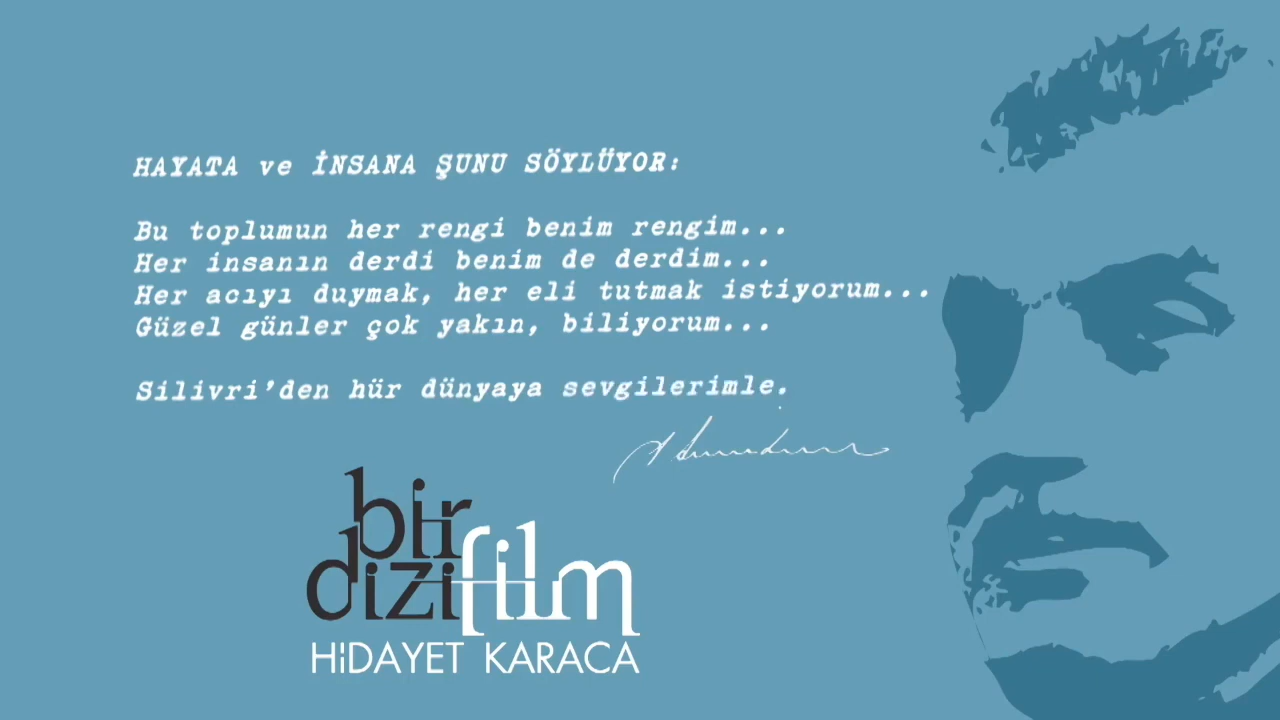 HAYATA ve İNSANA ŞUNU SÖYLÜYOR:
Bu toplumun her rengi benim rengim...
Her insanın derdi benim de derdim...
Her acıyı duymak, her eli tutmak istiyorum...
Güzel günler çok yakın, biliyorum...
Silivri'den hür dünyaya sevgilerimle.
bir
dizi film
HiDAYET KARACA